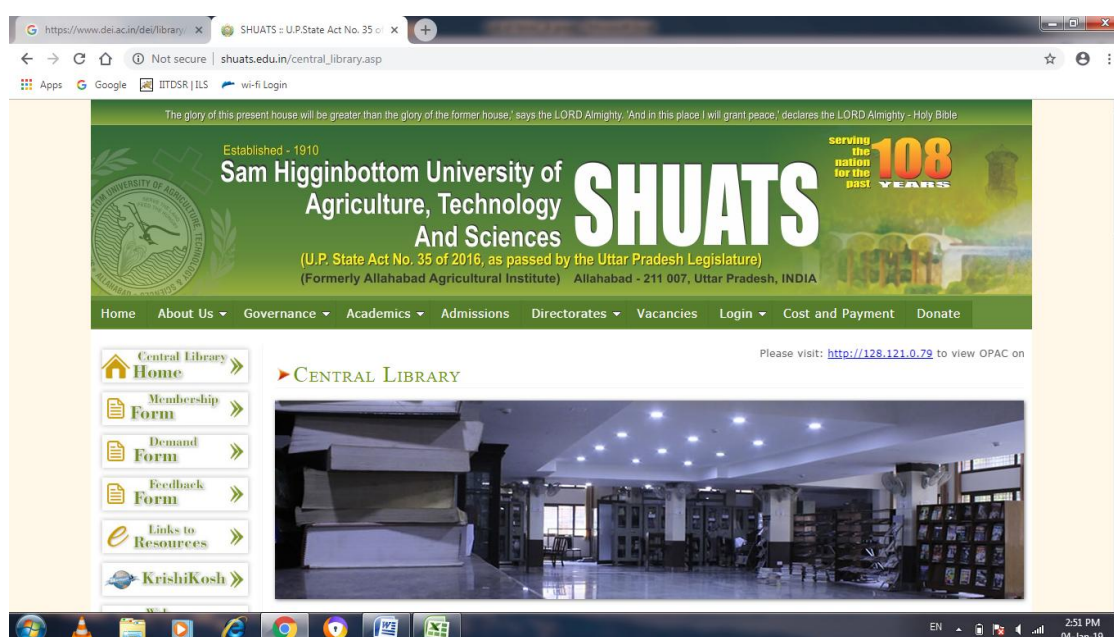 https://www.dei.ac.in/dei/library/
SHUATS :: U.P.State Act No. 35 of
Not secure | shuats.edu.in/central_library.asp
Apps Google IITDSR|ILS wi-fi Login
The glory of this present house will be greater than the glory of the former house,' says the LORD Almighty. 'And in this place I will grant peace,' declares the LORD Almighty - Holy Bible
Established - 1910
Sam Higginbottom University of
Agriculture, Technology
And Sciences
SHUATS
serving
the
nation
for the
past
108
YEARS
(U.P. State Act No. 35 of 2016, as passed by the Uttar Pradesh Legislature)
(Formerly Allahabad Agricultural Institute) Allahabad - 211 007, Uttar Pradesh, INDIA
Home About Us Governance Academics Admissions Directorates Vacancies Login Cost and Payment Donate
Please visit: http://128.121.0.79 to view OPAC on
CENTRAL LIBRARY
Central Library
Home
Membership
Form
Demand
Form
Feedback
Form
Links to
Resources
KrishiKosh
EN
2:51 PM